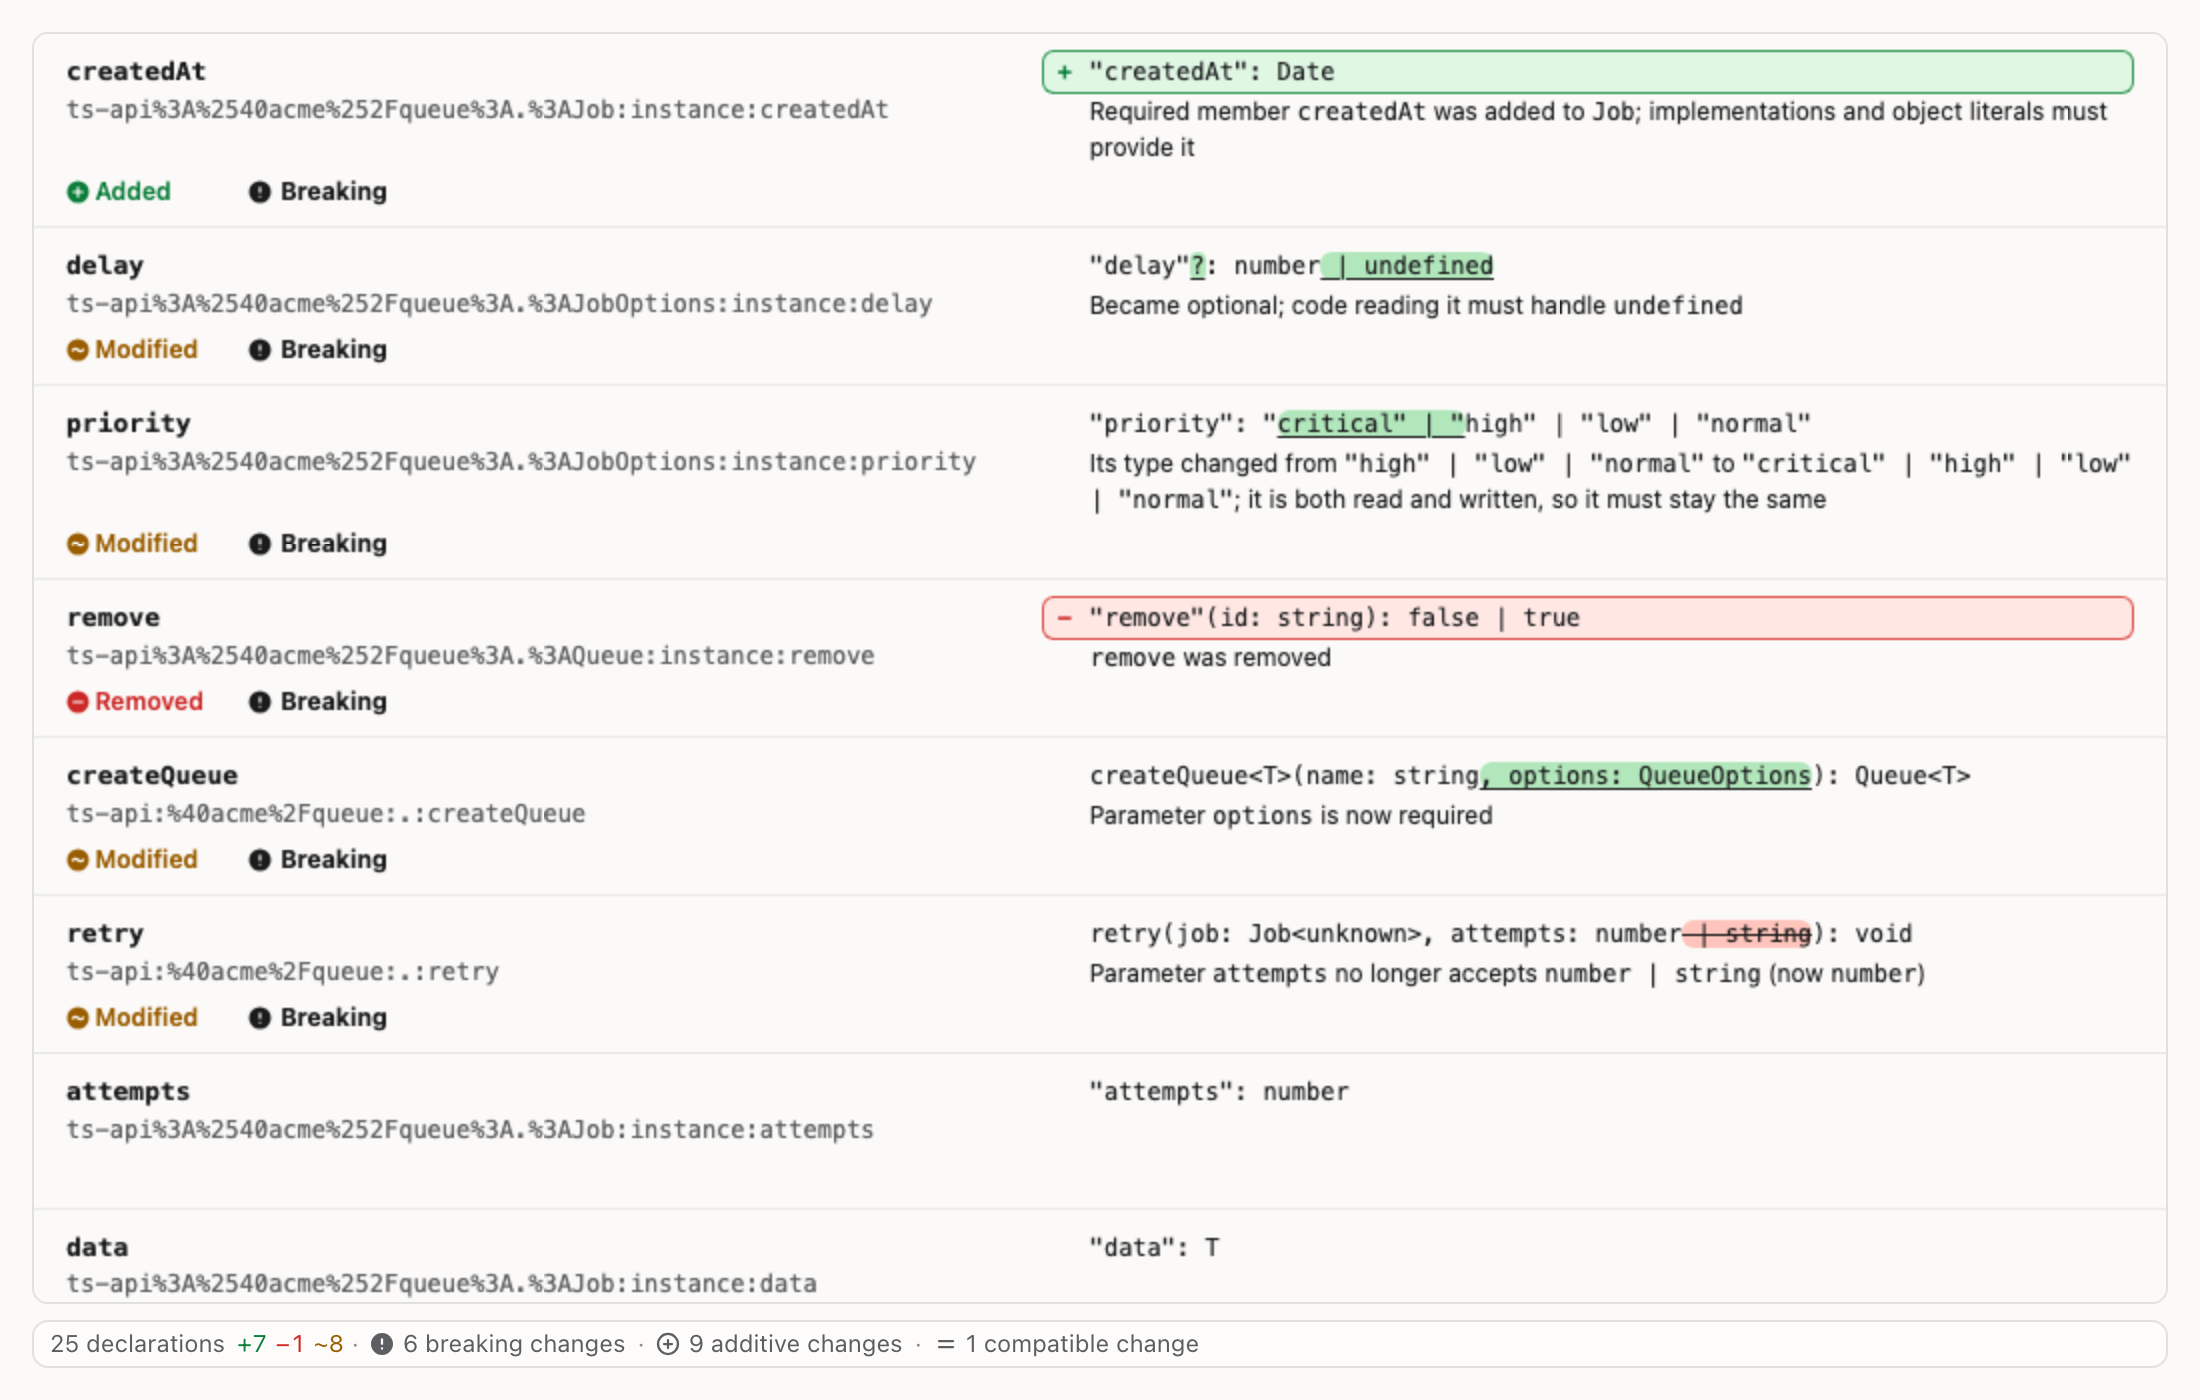 createdAt
+ "createdAt": Date
ts-api%3A%2540acme%252Fqueue%3A.%3AJob:instance:createdAt
Required member createdAt was added to Job; implementations and object literals must
provide it
Added
Breaking
delay
"delay"?: number | undefined
ts-api%3A%2540acme%252Fqueue%3A.%3AJobOptions:instance:delay
Became optional; code reading it must handle undefined
Modified
Breaking
priority
"priority": "critical" | "high" | "low" | "normal"
ts-api%3A%2540acme%252Fqueue%3A.%3AJobOptions:instance:priority
Its type changed from "high" | "low" | "normal" to "critical" | "high" | "low"
| "normal"; it is both read and written, so it must stay the same
Modified
Breaking
remove
− "remove"(id: string): false | true
ts-api%3A%2540acme%252Fqueue%3A.%3AQueue:instance:remove
remove was removed
Removed
Breaking
createQueue
createQueue<T>(name: string, options: QueueOptions): Queue<T>
ts-api:%40acme%2Fqueue:.:createQueue
Parameter options is now required
Modified
Breaking
retry
retry(job: Job<unknown>, attempts: number | string): void
ts-api:%40acme%2Fqueue:.:retry
Parameter attempts no longer accepts number | string (now number)
Modified
Breaking
attempts
"attempts": number
ts-api%3A%2540acme%252Fqueue%3A.%3AJob:instance:attempts
data
"data": T
ts-api%3A%2540acme%252Fqueue%3A.%3AJob:instance:data
25 declarations +7 −1 ~8 · 6 breaking changes · 9 additive changes · = 1 compatible change